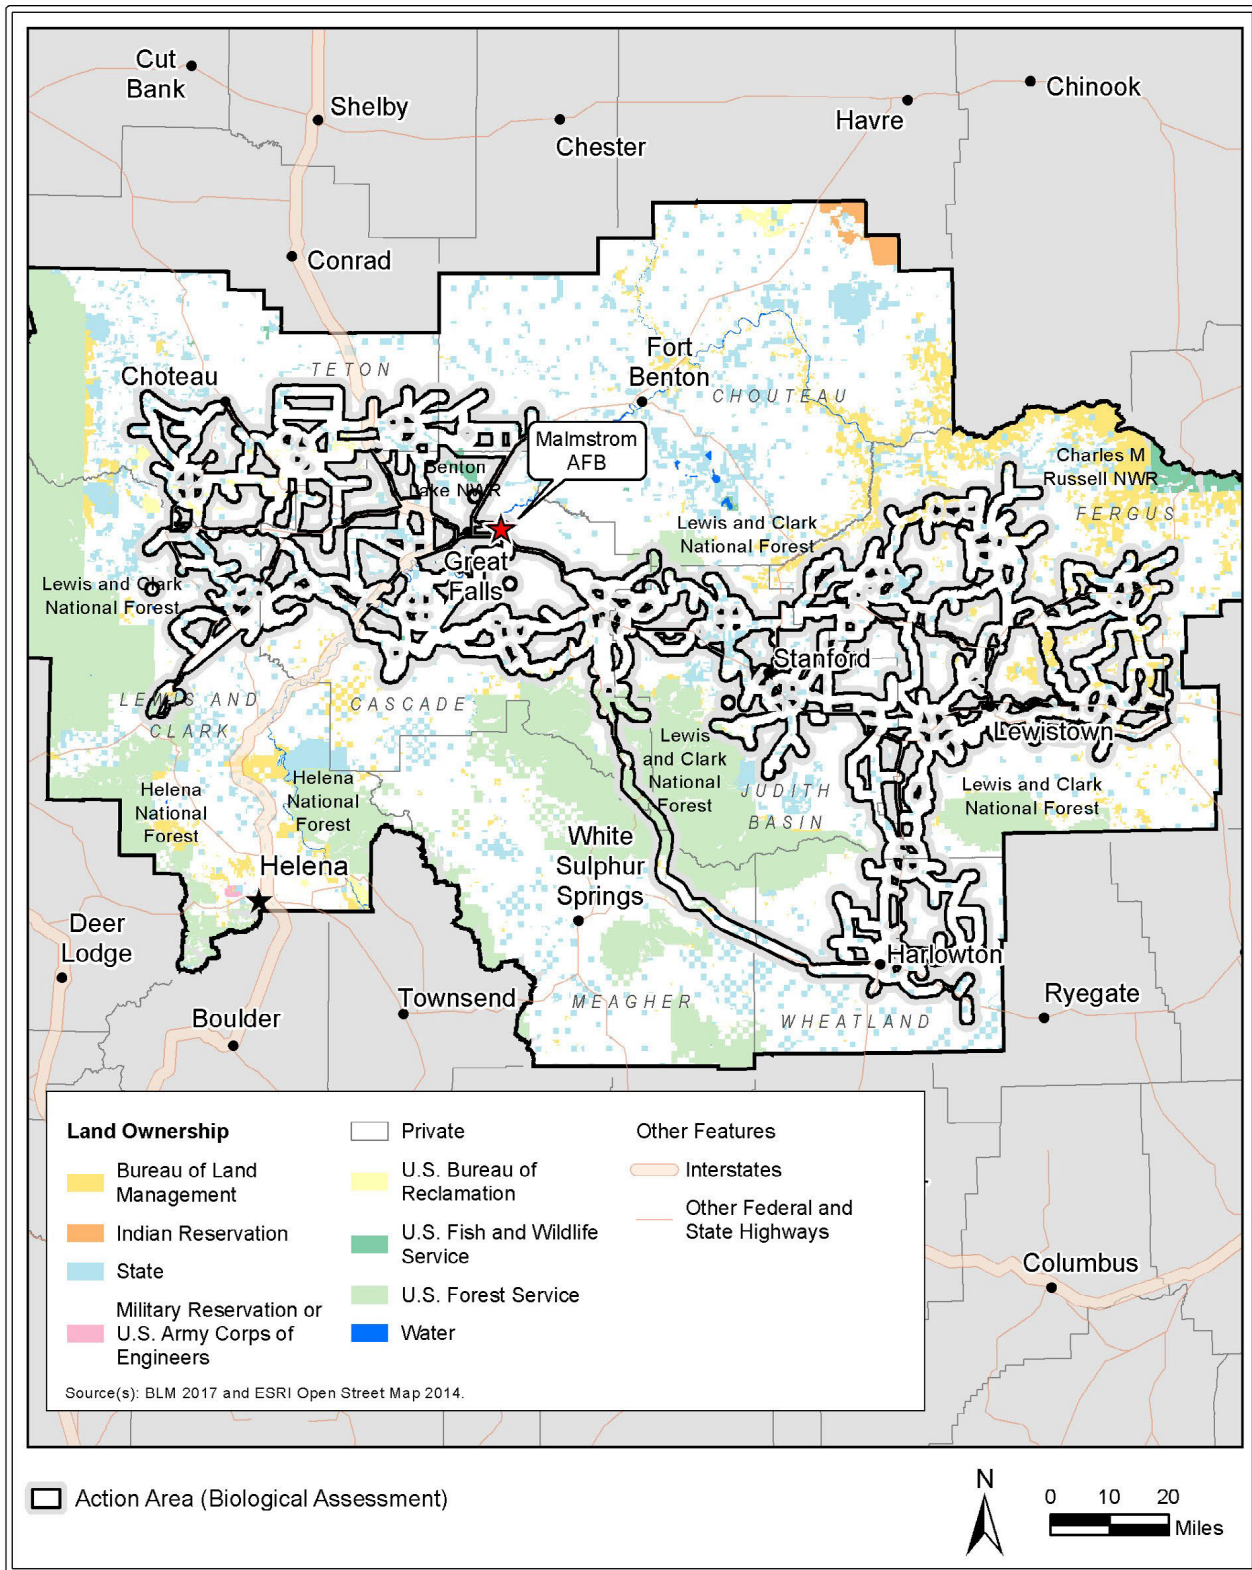 Cut
Bank
Shelby
Chester
Havre
Chinook
Conrad
Fort
Benton
TETON
Choteau
CHOUTEAU
Malmstrom
AFB
Benton
Lake NWR
Charles M
Russell NWR
FERGUS
Lewis and Clark
National Forest
Great
Falls
Lewis and Clark
National Forest
Stanford
LEWIS AND
CLARK
CASCADE
Lewistown
Lewis
and Clark
National
Forest
Helena
National
Forest
Helena
National
Forest
JUDITH
BASIN
Lewis and Clark
National Forest
White
Sulphur
Springs
Helena
Deer
Lodge
Harlowton
Townsend
MEAGHER
WHEATLAND
Ryegate
Boulder
Land Ownership
Bureau of Land
Management
Indian Reservation
State
Military Reservation or
U.S. Army Corps of
Engineers
Private
U.S. Bureau of
Reclamation
U.S. Fish and Wildlife
Service
U.S. Forest Service
Water
Other Features
Interstates
Other Federal and
State Highways
Source(s): BLM 2017 and ESRI Open Street Map 2014.
Columbus
Action Area (Biological Assessment)
N
0 10 20
Miles